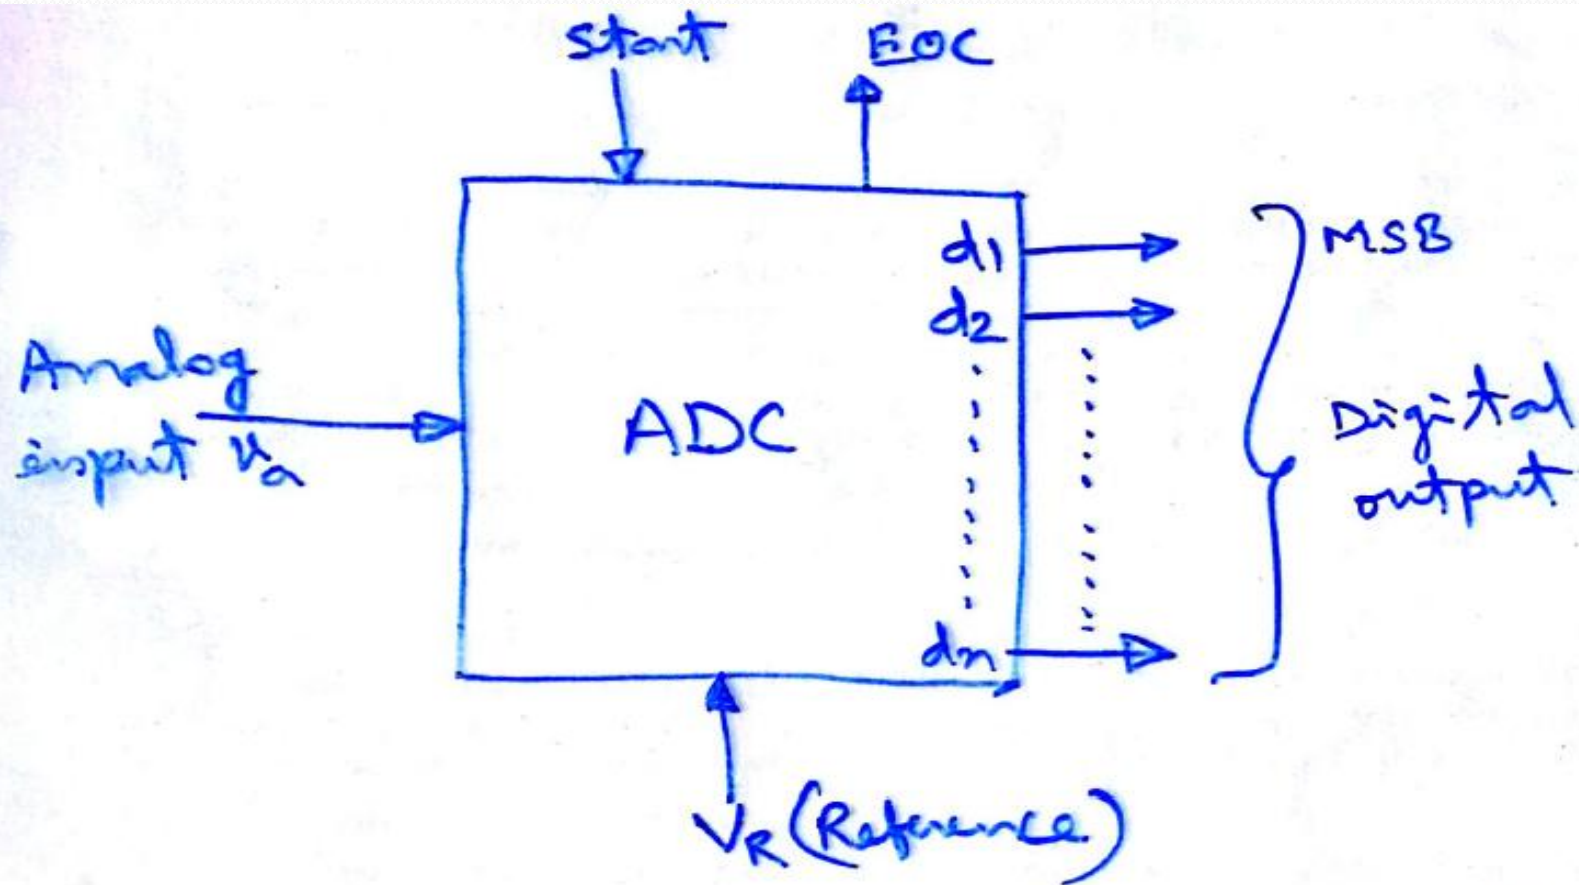 Start
EOC
d1
MSB
d2
Analog
input Va
ADC
Digital
output
dn
VR (Reference)